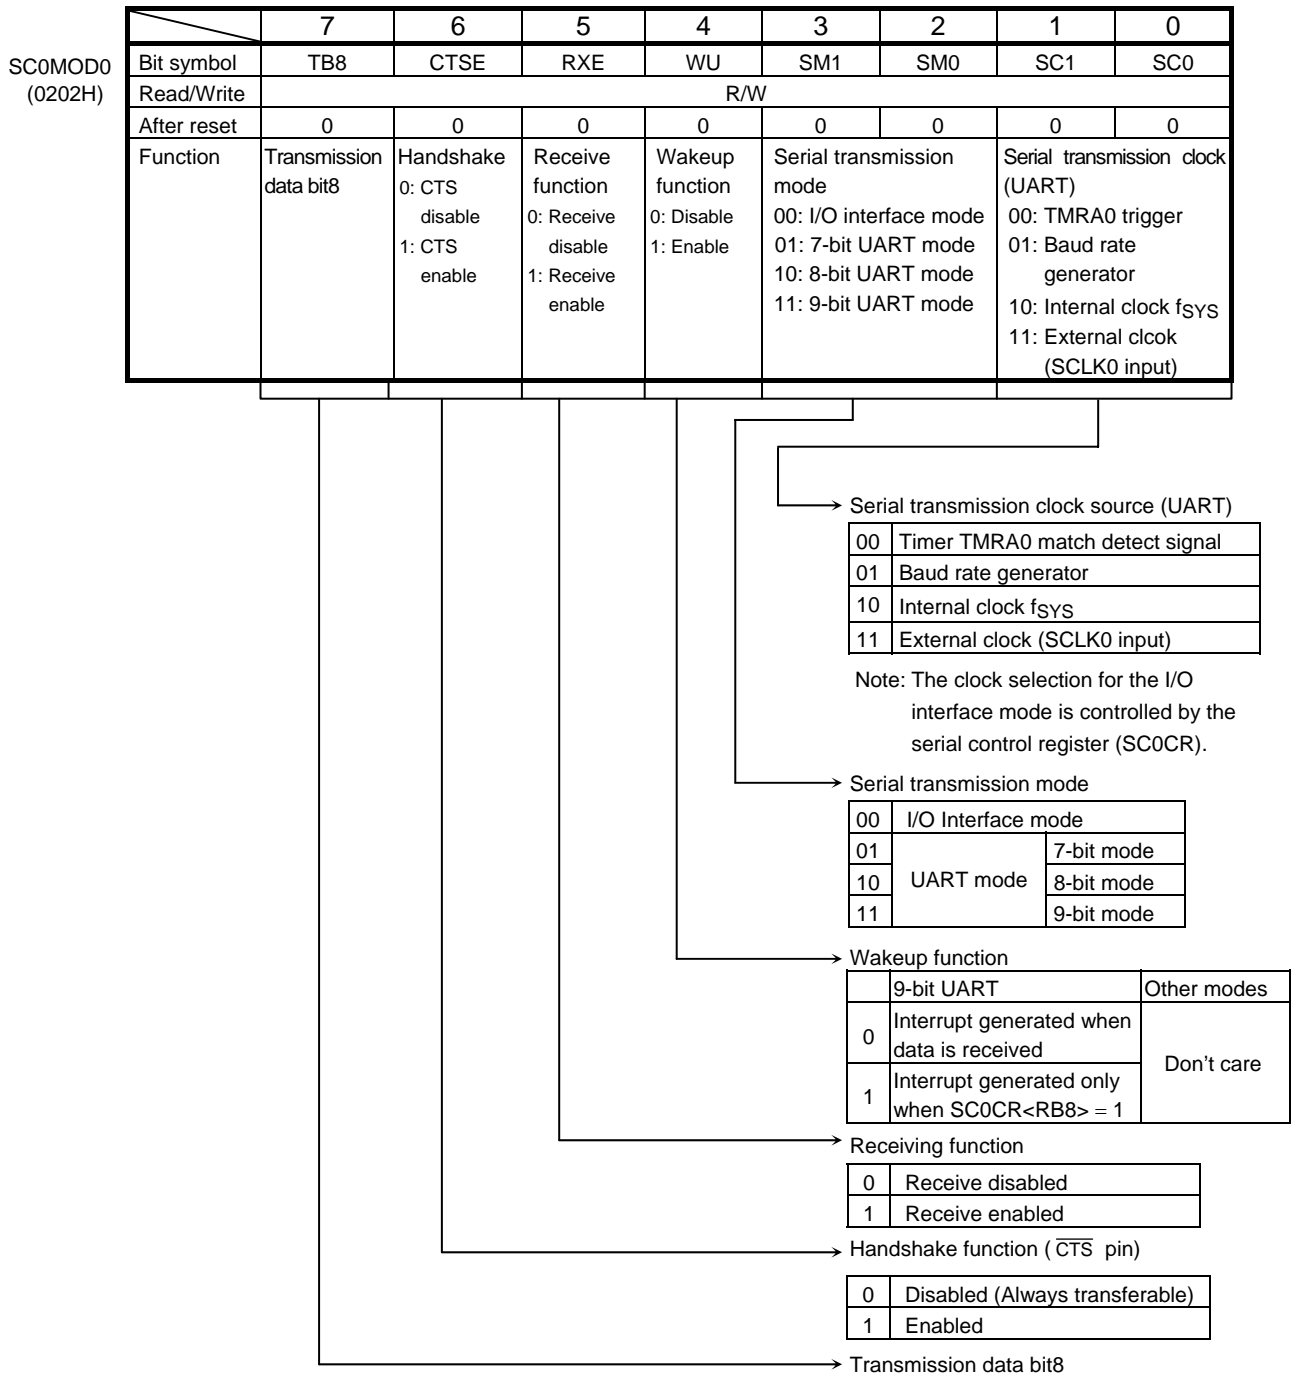 7 6 5 4 3 2 1 0
SC0MOD0
(0202H)
Bit symbol TB8 CTSE RXE WU SM1 SM0 SC1 SC0
Read/Write R/W
After reset 0 0 0 0 0 0 0 0
Function
Transmission
data bit8
Handshake
0: CTS
disable
1: CTS
enable
Receive
function
0: Receive
disable
1: Receive
enable
Wakeup
function
0: Disable
1: Enable
Serial transmission
mode
00: I/O interface mode
01: 7-bit UART mode
10: 8-bit UART mode
11: 9-bit UART mode
Serial transmission clock
(UART)
00: TMRA0 trigger
01: Baud rate
generator
10: Internal clock fSYS
11: External clcok
(SCLK0 input)
Serial transmission clock source (UART)
00 Timer TMRA0 match detect signal
01 Baud rate generator
10 Internal clock fSYS
11 External clock (SCLK0 input)
Note: The clock selection for the I/O
interface mode is controlled by the
serial control register (SC0CR).
Serial transmission mode
00 I/O Interface mode
01 7-bit mode
10 UART mode 8-bit mode
11 9-bit mode
Wakeup function
9-bit UART Other modes
0 Interrupt generated when
data is received
Don't care
1 Interrupt generated only
when SC0CR<RB8> = 1
Receiving function
0 Receive disabled
1 Receive enabled
Handshake function ( C̅T̅S̅ pin)
0 Disabled (Always transferable)
1 Enabled
Transmission data bit8